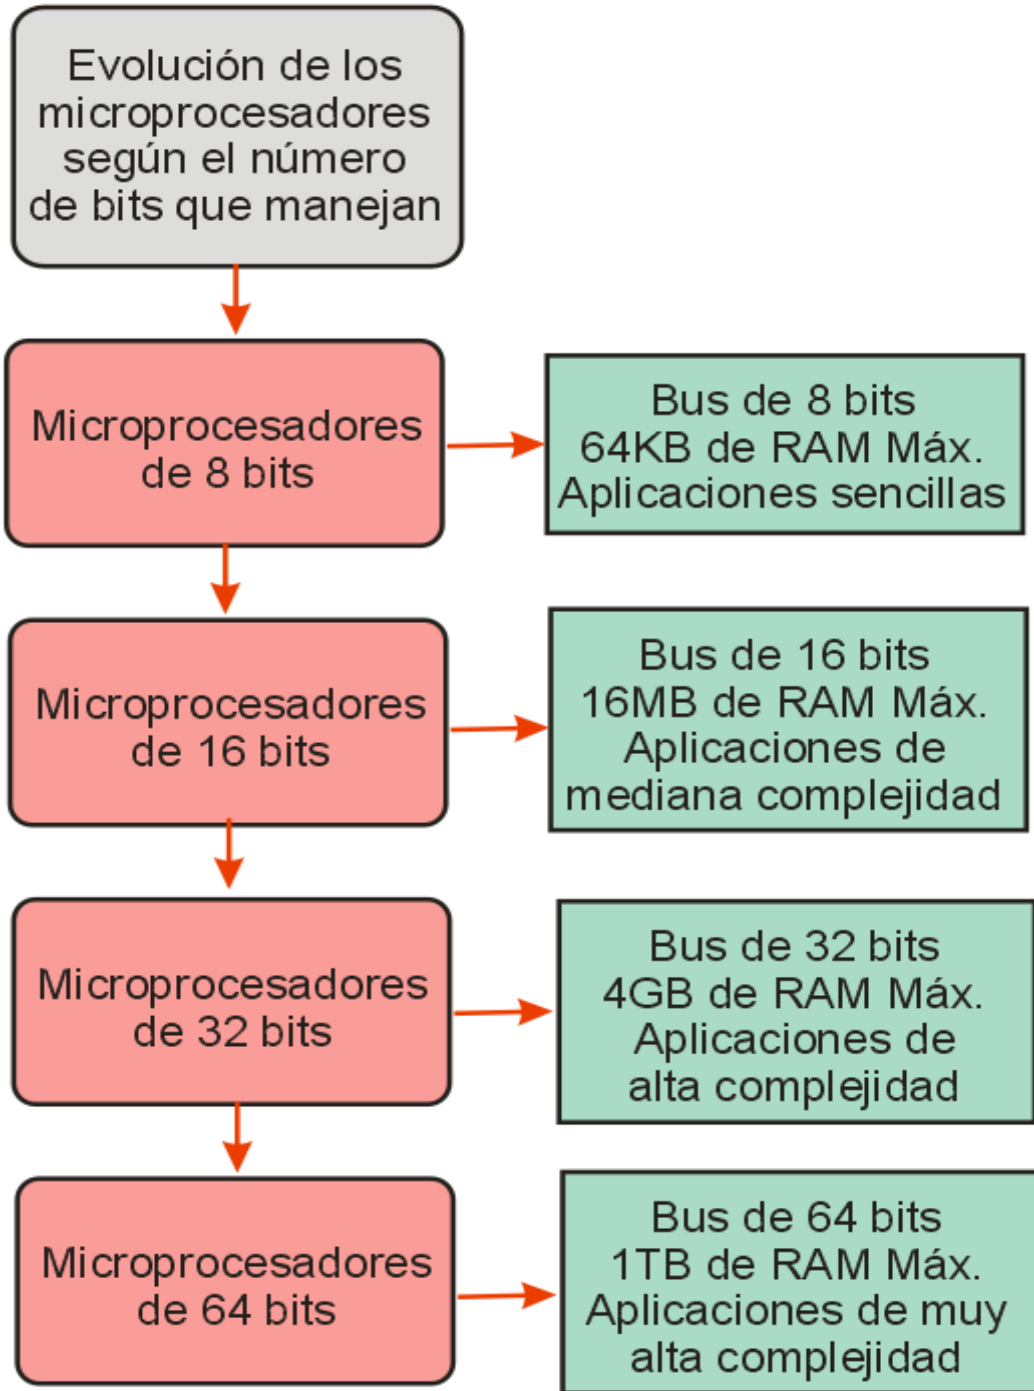 Evolución de los
microprocesadores
según el número
de bits que manejan
Microprocesadores
de 8 bits
Bus de 8 bits
64KB de RAM Máx.
Aplicaciones sencillas
Microprocesadores
de 16 bits
Bus de 16 bits
16MB de RAM Máx.
Aplicaciones de
mediana complejidad
Microprocesadores
de 32 bits
Bus de 32 bits
4GB de RAM Máx.
Aplicaciones de
alta complejidad
Microprocesadores
de 64 bits
Bus de 64 bits
1TB de RAM Máx.
Aplicaciones de muy
alta complejidad